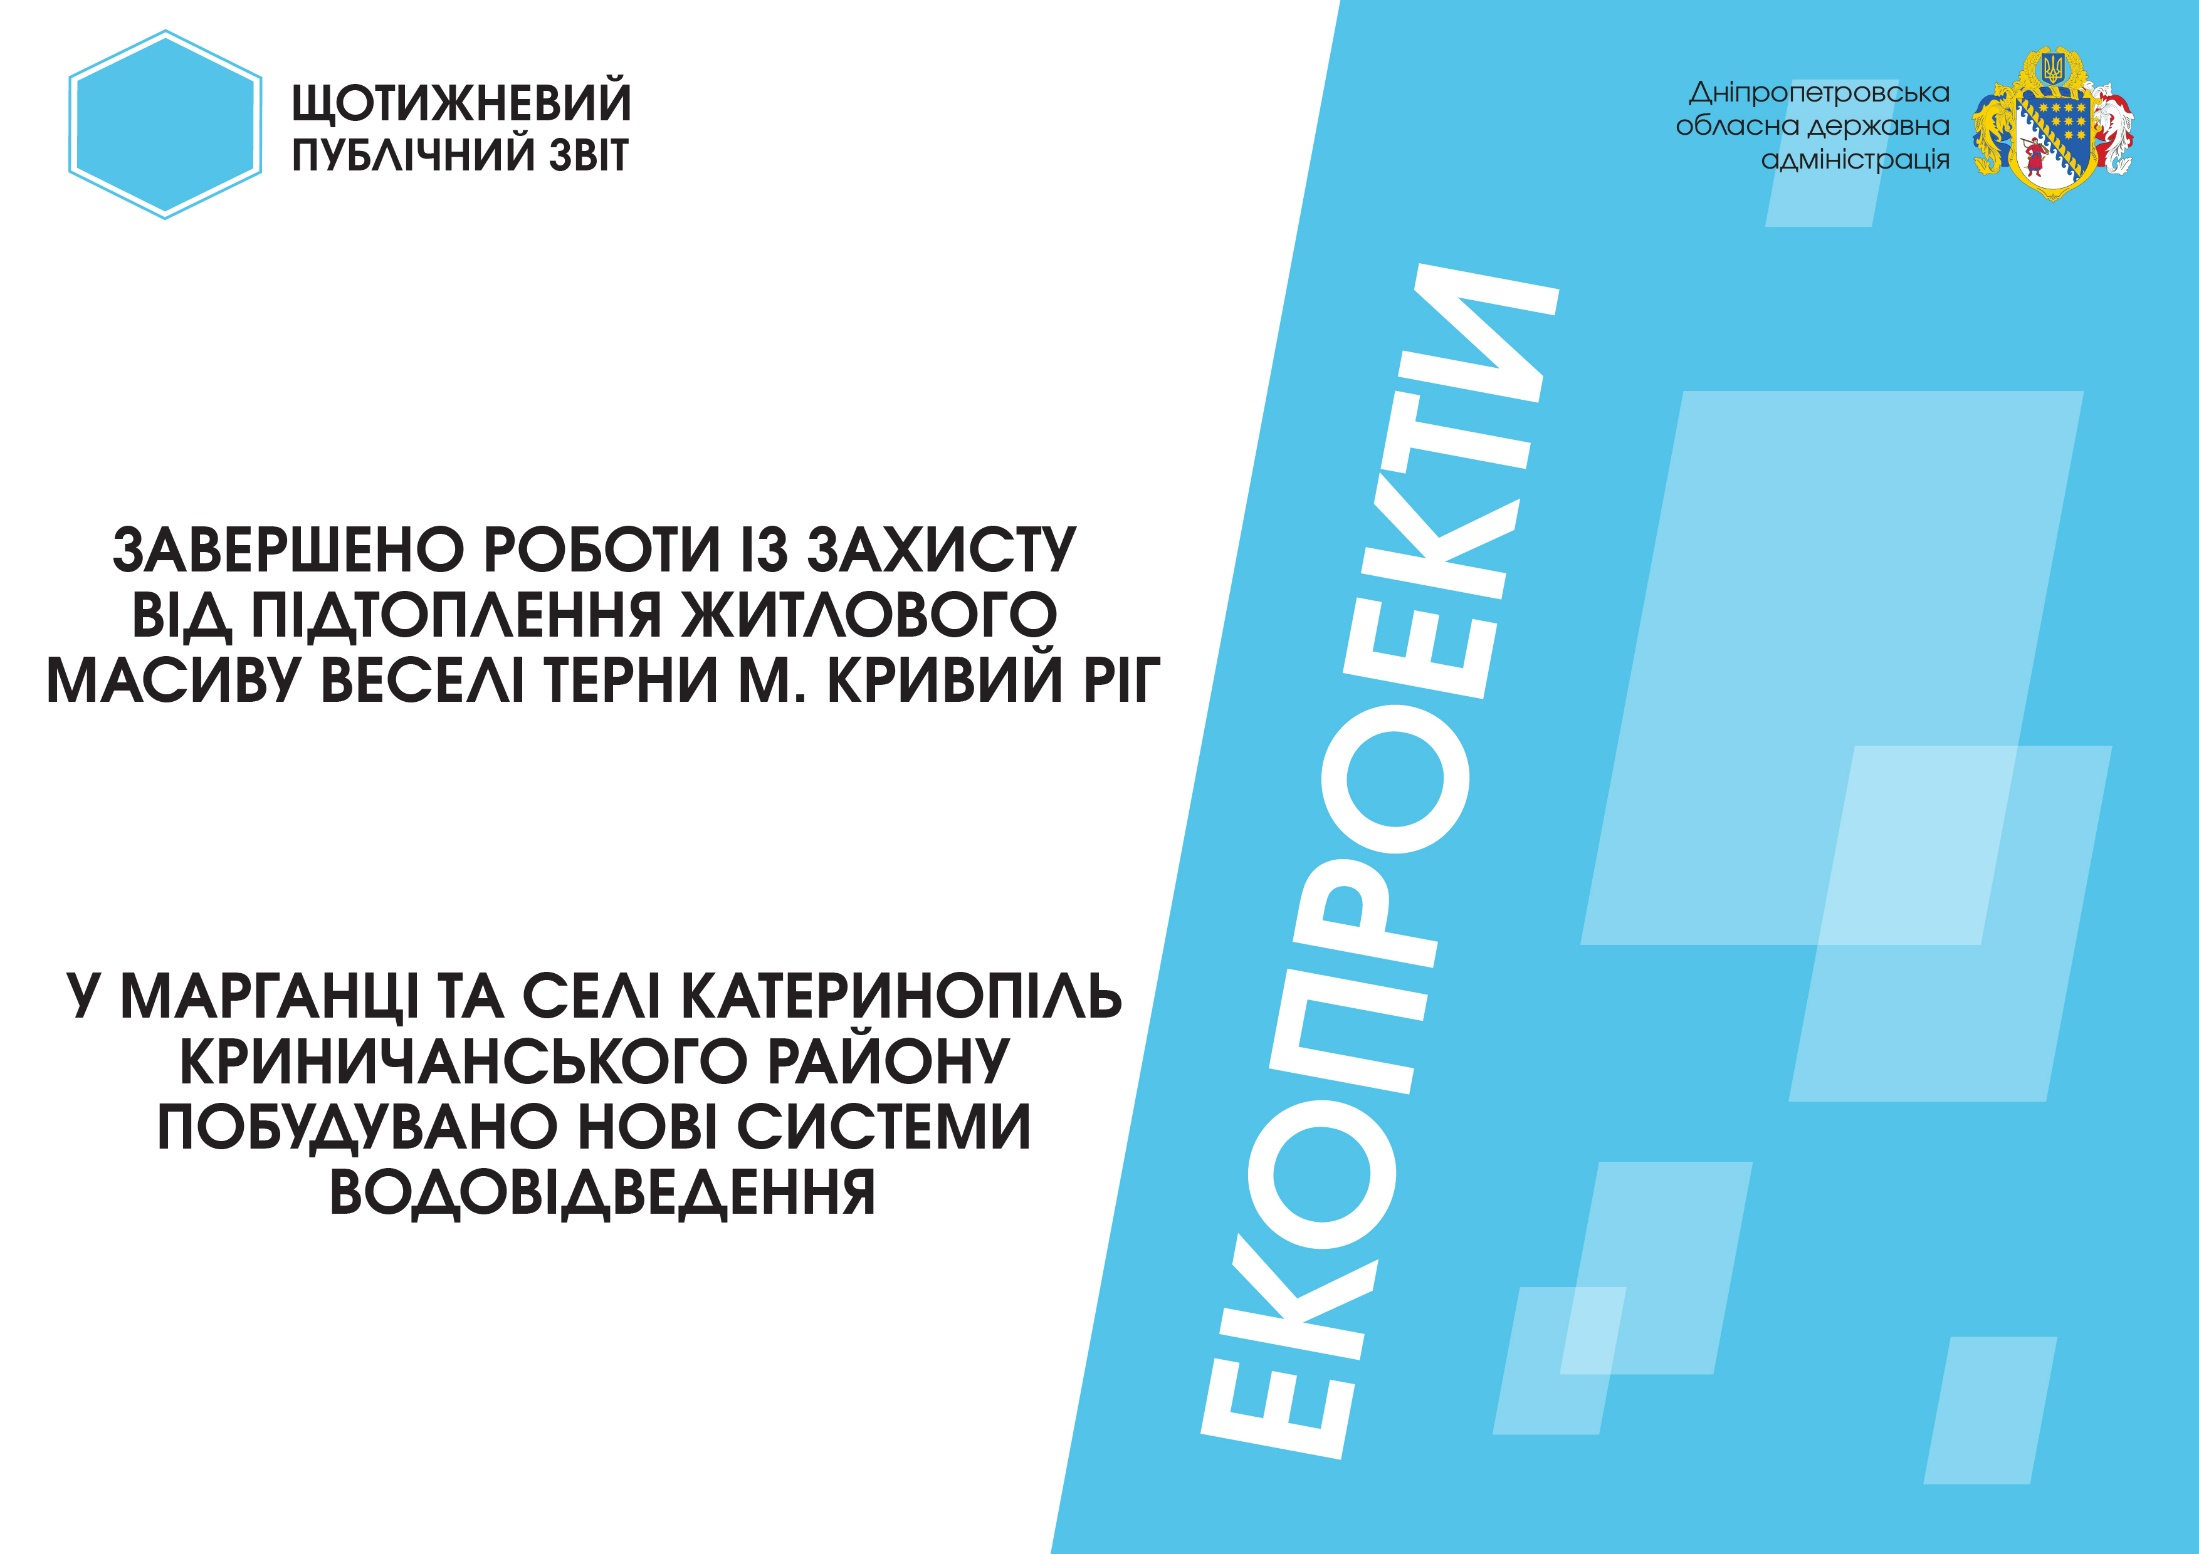 ЩОТИЖНЕВИЙ
ПУБЛІЧНИЙ ЗВІТ
Дніпропетровська
обласна державна
адміністрація
ЗАВЕРШЕНО РОБОТИ ІЗ ЗАХИСТУ
ВІД ПІДТОПЛЕННЯ ЖИТЛОВОГО
МАСИВУ ВЕСЕЛІ ТЕРНИ М. КРИВИЙ РІГ
У МАРГАНЦІ ТА СЕЛІ КАТЕРИНОПІЛЬ
КРИНИЧАНСЬКОГО РАЙОНУ
ПОБУДУВАНО НОВІ СИСТЕМИ
ВОДОВІДВЕДЕННЯ
ЕКОПРОЕКТИ